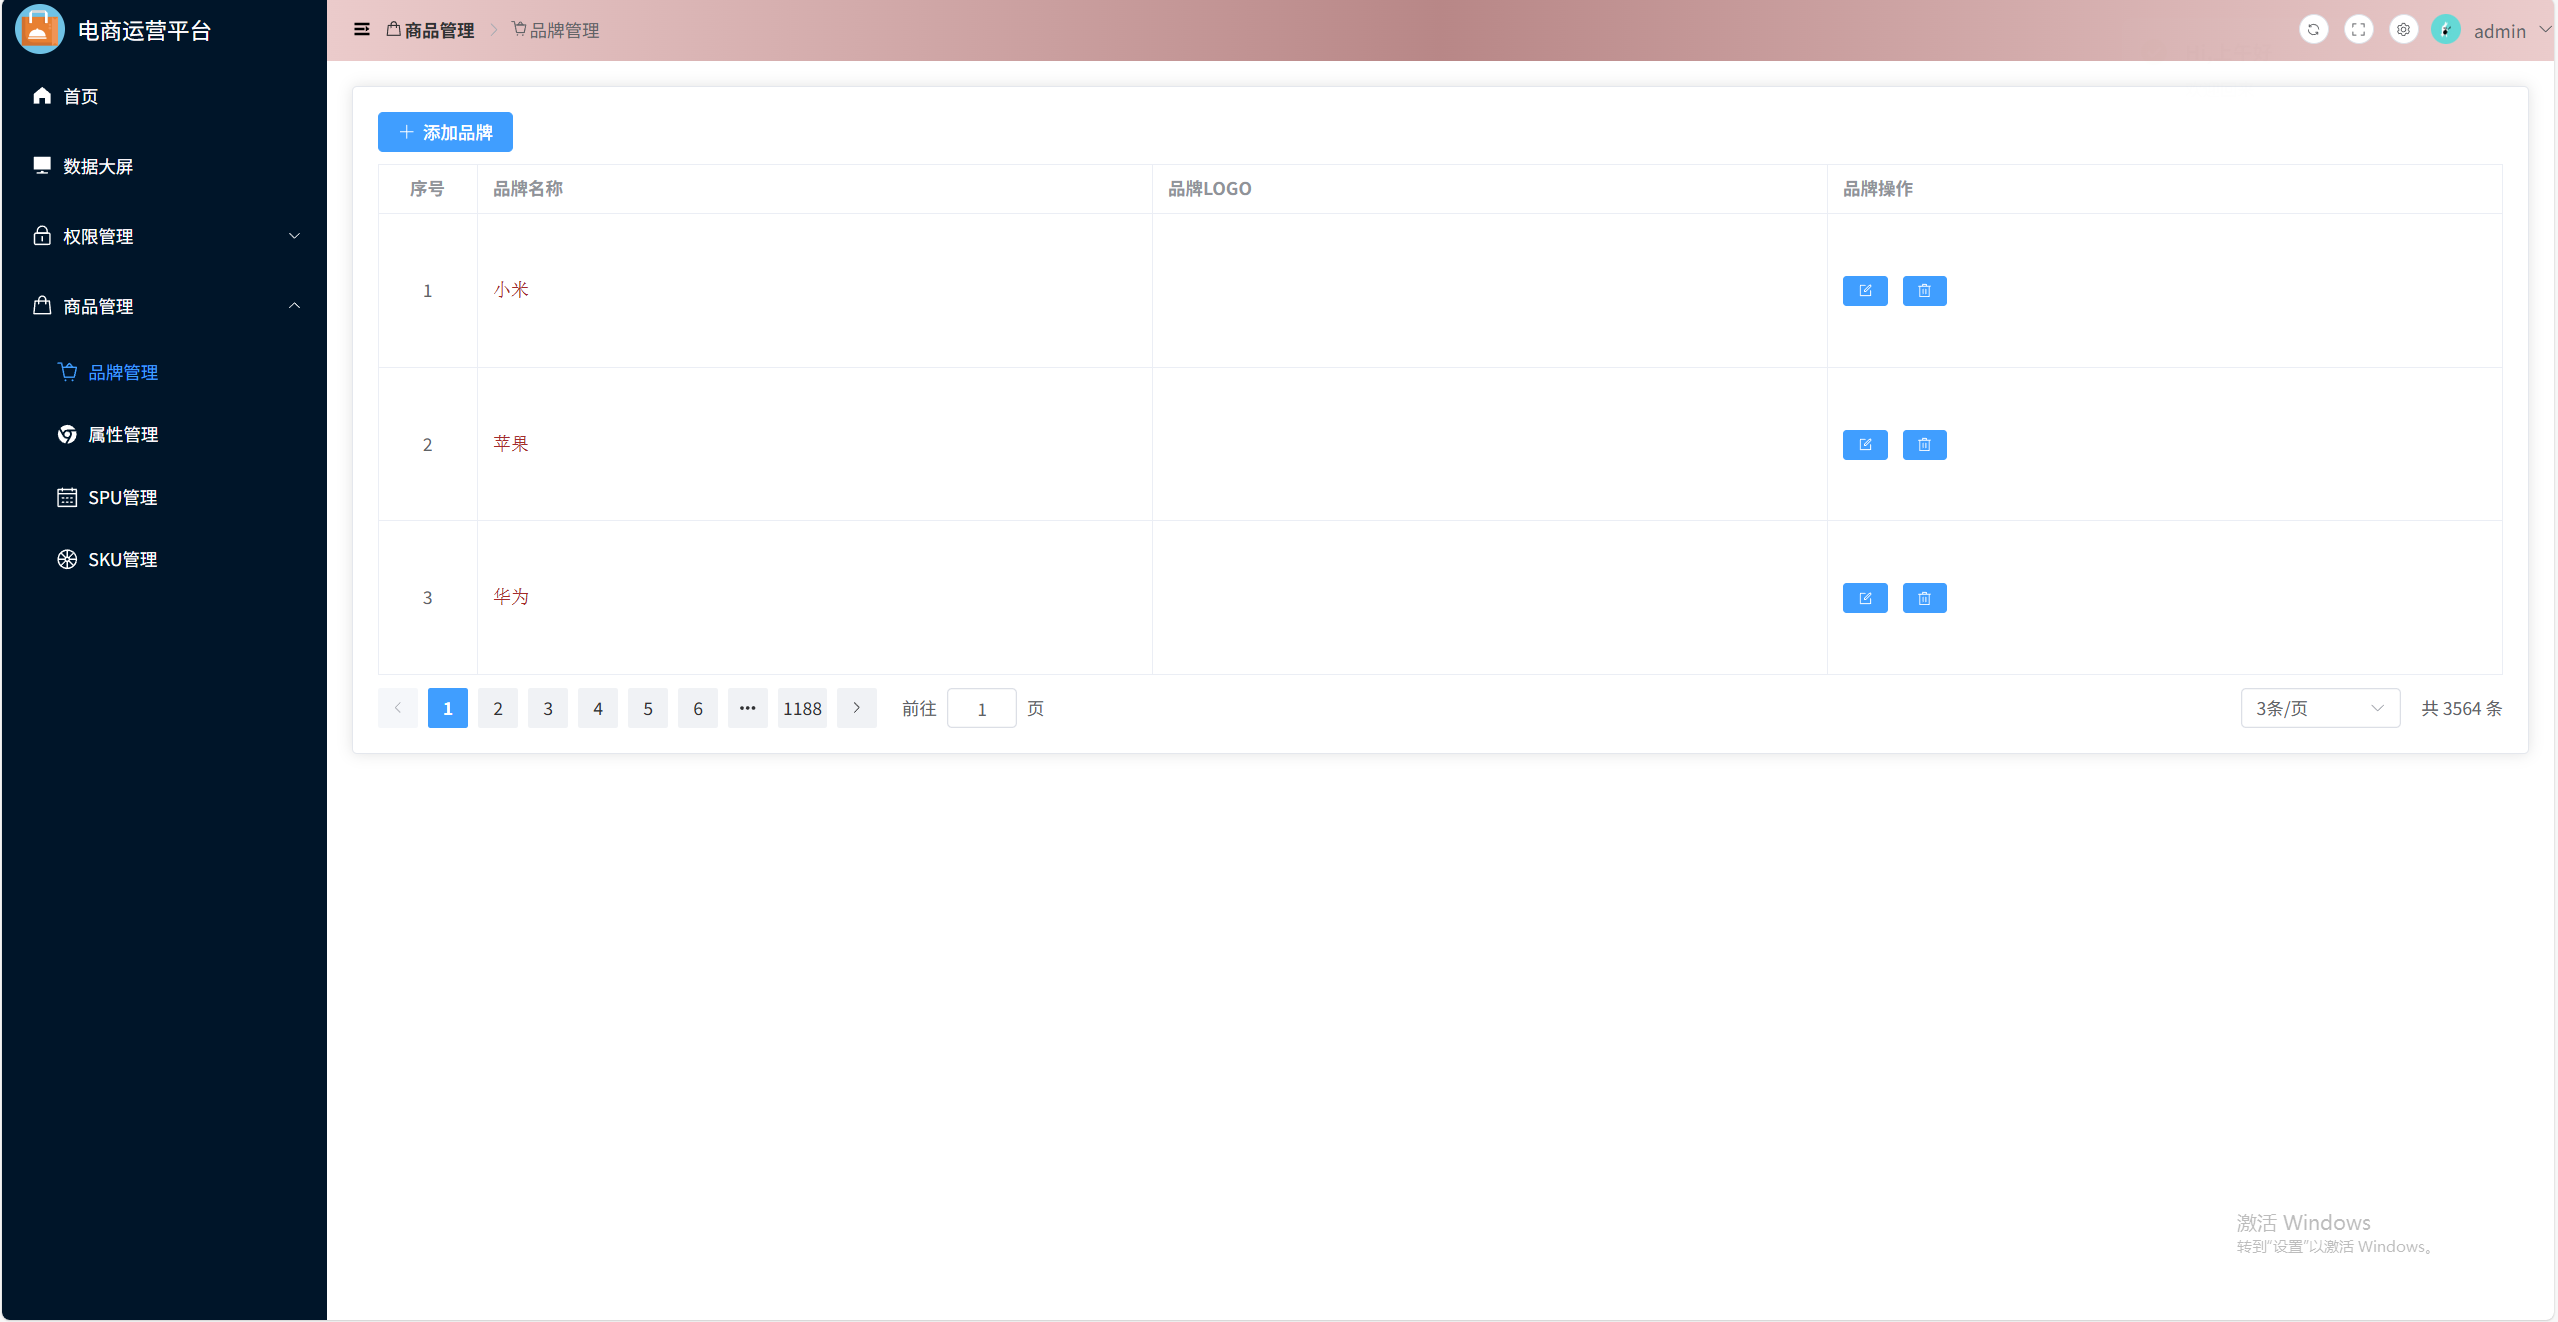 电商运营平台
首页
数据大屏
权限管理
商品管理
品牌管理
属性管理
SPU管理
SKU管理
商品管理 品牌管理
admin
添加品牌
序号 品牌名称 品牌LOGO 品牌操作
1 小米
2 苹果
3 华为
1 2 3 4 5 6 ••• 1188 前往 1 页 3条/页 共 3564 条
激活 Windows
转到"设置"以激活 Windows。